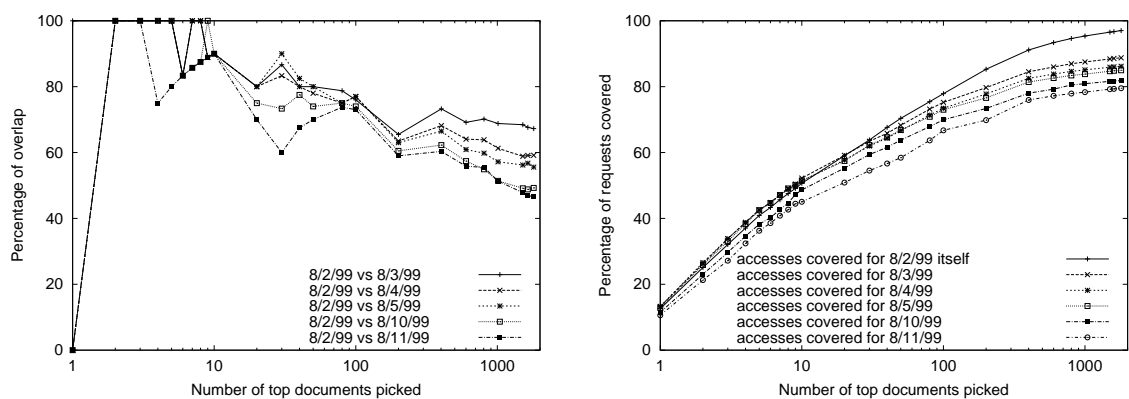 100
80
60
40
20
0
Percentage of overlap
8/2/99 vs 8/3/99
8/2/99 vs 8/4/99
8/2/99 vs 8/5/99
8/2/99 vs 8/10/99
8/2/99 vs 8/11/99
1 10 100 1000
Number of top documents picked
100
80
60
40
20
0
Percentage of requests covered
accesses covered for 8/2/99 itself
accesses covered for 8/3/99
accesses covered for 8/4/99
accesses covered for 8/5/99
accesses covered for 8/10/99
accesses covered for 8/11/99
1 10 100 1000
Number of top documents picked